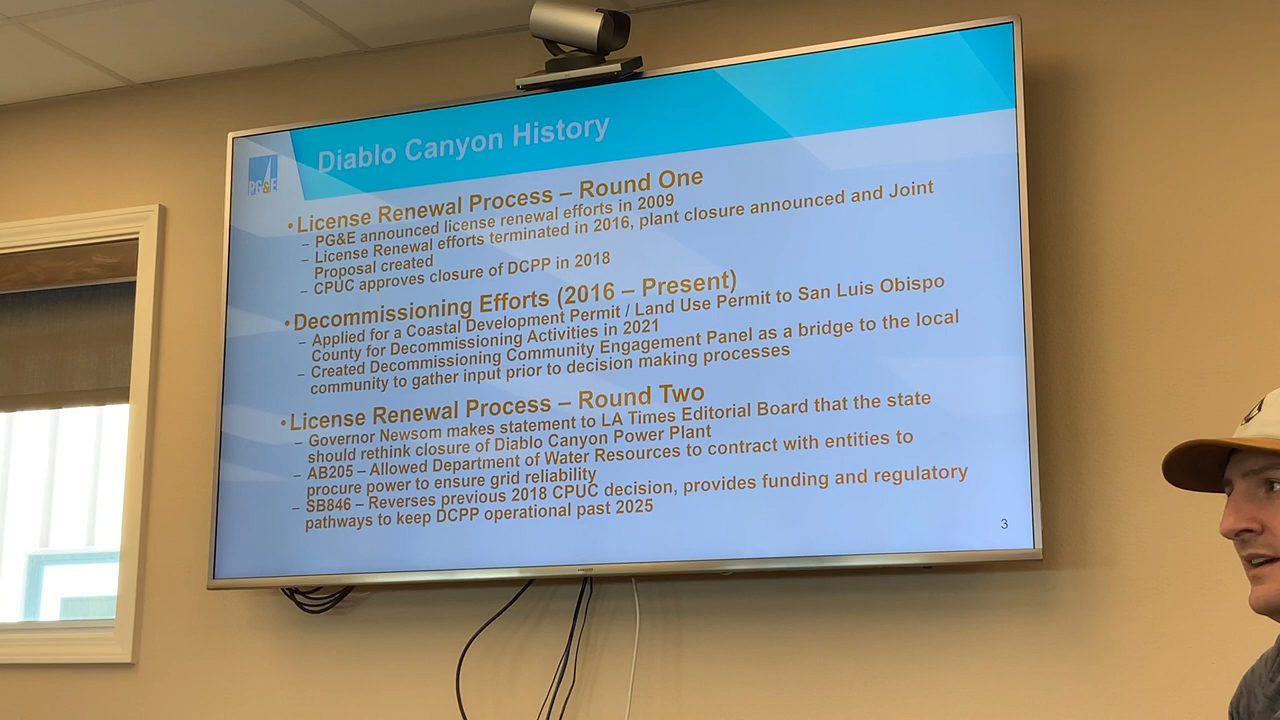 Diablo Canyon History
PG&E
•License Renewal Process – Round One
– PG&E announced license renewal efforts in 2009
– License Renewal efforts terminated in 2016, plant closure announced and Joint
Proposal created
– CPUC approves closure of DCPP in 2018
•Decommissioning Efforts (2016 – Present)
– Applied for a Coastal Development Permit / Land Use Permit to San Luis Obispo
County for Decommissioning Activities in 2021
– Created Decommissioning Community Engagement Panel as a bridge to the local
community to gather input prior to decision making processes
•License Renewal Process – Round Two
– Governor Newsom makes statement to LA Times Editorial Board that the state
should rethink closure of Diablo Canyon Power Plant
– AB205 – Allowed Department of Water Resources to contract with entities to
procure power to ensure grid reliability
– SB846 – Reverses previous 2018 CPUC decision, provides funding and regulatory
pathways to keep DCPP operational past 2025
3
SAMSUNG